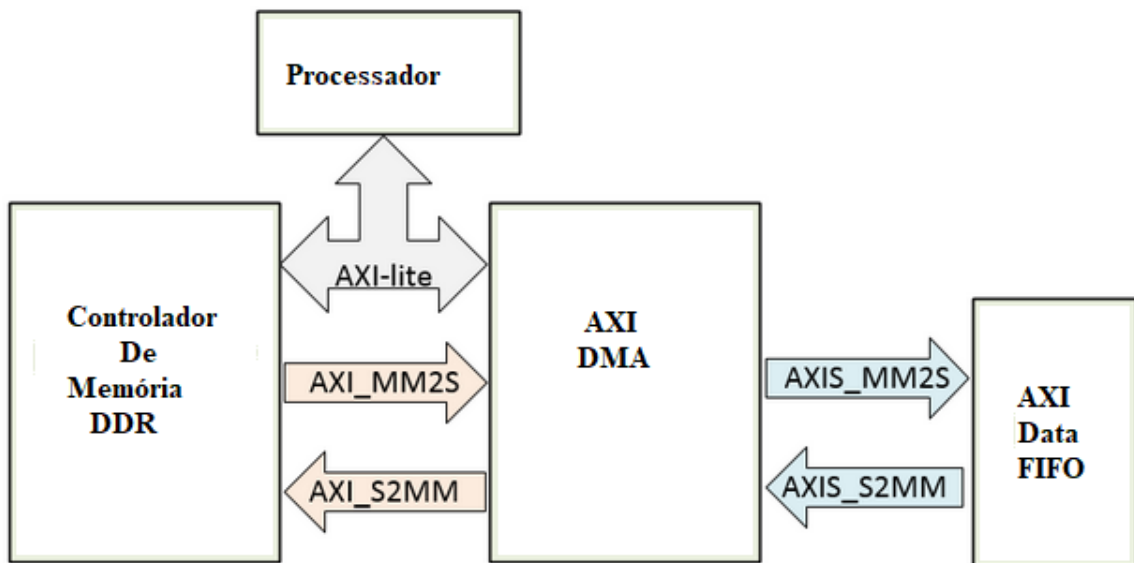 Processador
AXI-lite
Controlador
De
Memória
DDR
AXI_MM2S
AXI_S2MM
AXI
DMA
AXIS_MM2S
AXIS_S2MM
AXI
Data
FIFO